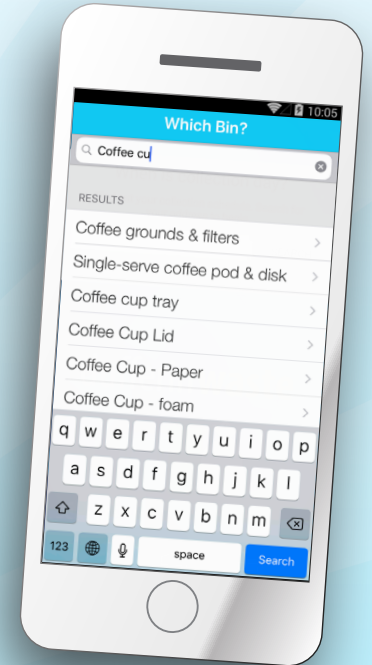 10:05
Which Bin?
Coffee cu
RESULTS
Coffee grounds & filters
Single-serve coffee pod & disk
Coffee cup tray
Coffee Cup Lid
Coffee Cup - Paper
Coffee Cup - foam
q w e r t y u i o p
a s d f g h j k l
z x c v b n m
123 space Search